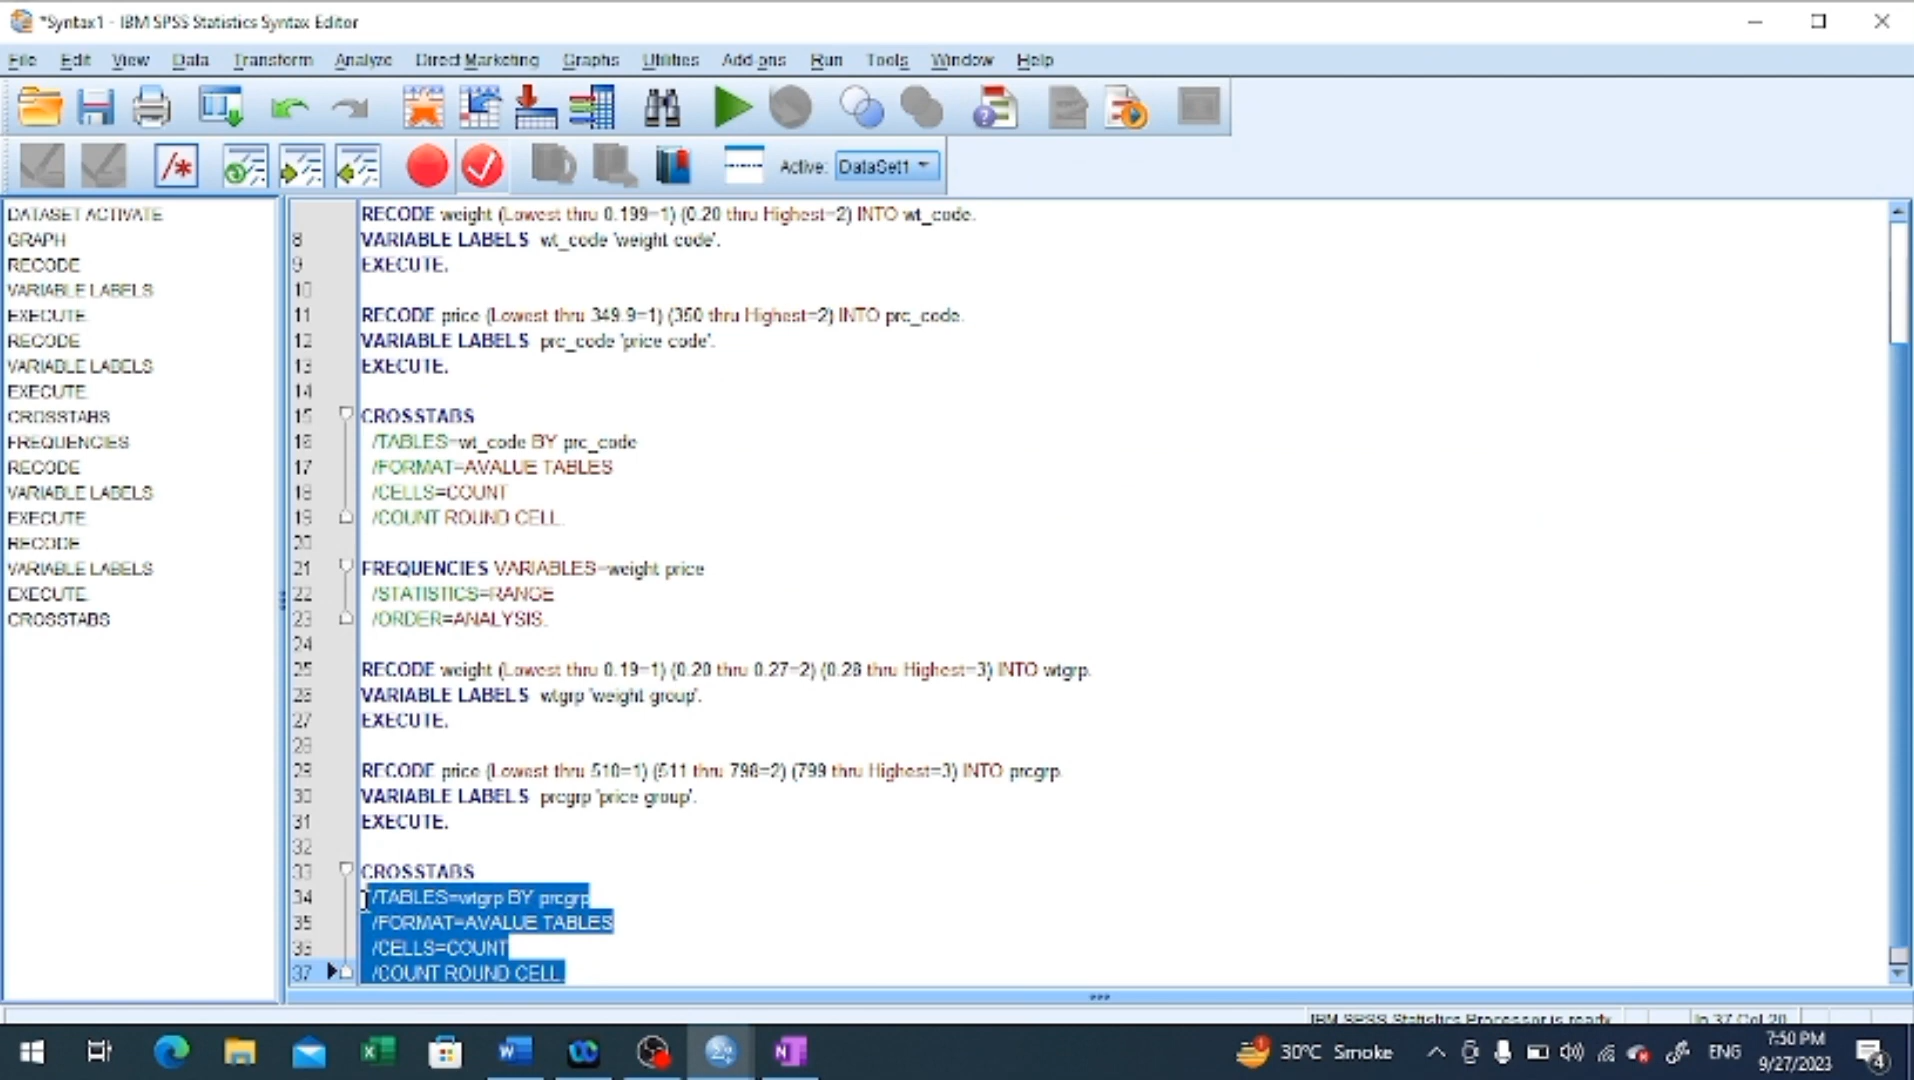 *Syntax1 - IBM SPSS Statistics Syntax Editor
File Edit View Data Transform Analyze Direct Marketing Graphs Utilities Add-ons Run Tools Window Help
Active: DataSet1
DATASET ACTIVATE
GRAPH
RECODE
VARIABLE LABELS
EXECUTE.
RECODE
VARIABLE LABELS
EXECUTE.
CROSSTABS
FREQUENCIES
RECODE
VARIABLE LABELS
EXECUTE.
RECODE
VARIABLE LABELS
EXECUTE.
CROSSTABS
RECODE weight (Lowest thru 0.199=1) (0.20 thru Highest=2) INTO wt_code.
8 VARIABLE LABELS wt_code 'weight code'.
9 EXECUTE.
10
11 RECODE price (Lowest thru 349.9=1) (350 thru Highest=2) INTO prc_code.
12 VARIABLE LABELS prc_code 'price code'.
13 EXECUTE.
14
15 CROSSTABS
16 /TABLES=wt_code BY prc_code
17 /FORMAT=AVALUE TABLES
18 /CELLS=COUNT
19 /COUNT ROUND CELL.
20
21 FREQUENCIES VARIABLES=weight price
22 /STATISTICS=RANGE
23 /ORDER=ANALYSIS.
24
25 RECODE weight (Lowest thru 0.19=1) (0.20 thru 0.27=2) (0.28 thru Highest=3) INTO wtgrp.
26 VARIABLE LABELS wtgrp 'weight group'.
27 EXECUTE.
28
29 RECODE price (Lowest thru 510=1) (511 thru 798=2) (799 thru Highest=3) INTO prcgrp.
30 VARIABLE LABELS prcgrp 'price group'.
31 EXECUTE.
32
33 CROSSTABS
34 /TABLES=wtgrp BY prcgrp
35 /FORMAT=AVALUE TABLES
36 /CELLS=COUNT
37 /COUNT ROUND CELL.
IBM SPSS Statistics Processor is ready In 37 Col 20
30°C Smoke ENG 7:50 PM
9/27/2023
4